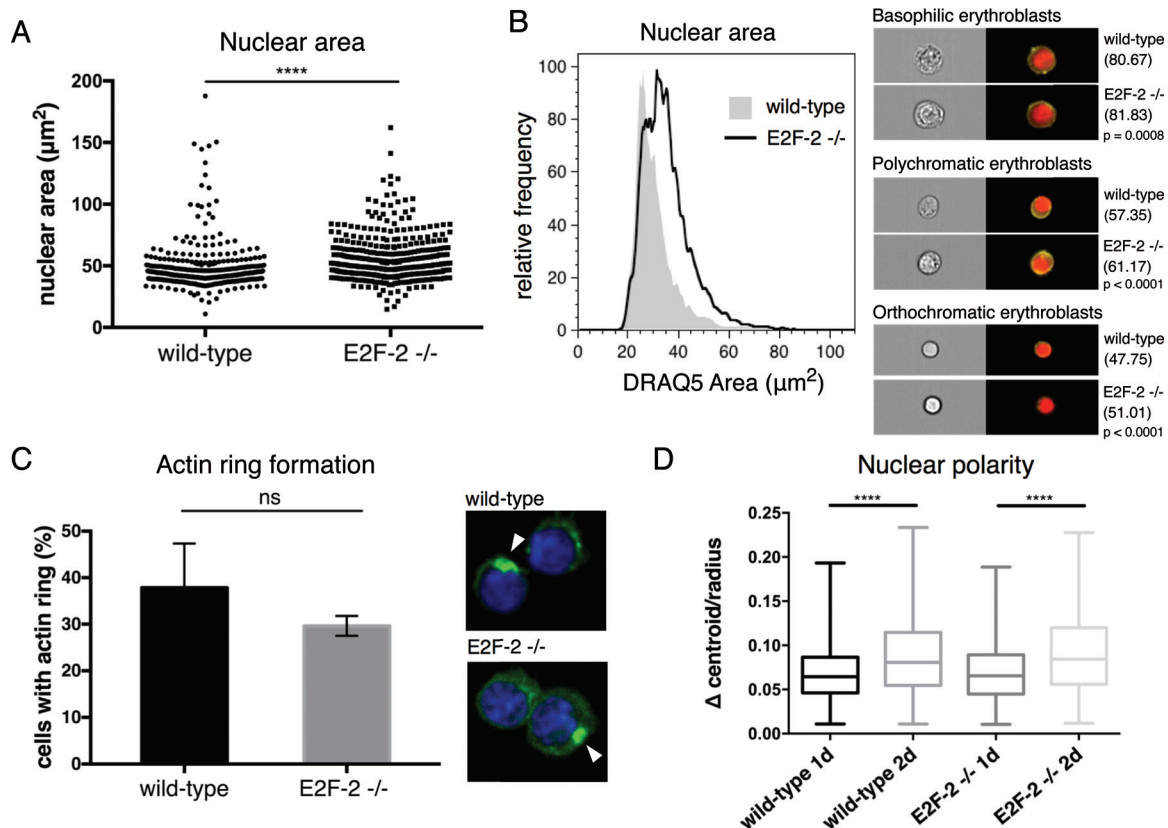 A
Nuclear area
****
200
150
100
50
0
nuclear area (µm²)
wild-type
E2F-2 -/-
B
Nuclear area
100
80
60
40
20
0
relative frequency
wild-type
E2F-2 -/-
0 20 40 60 80 100
DRAQ5 Area (µm²)
Basophilic erythroblasts
wild-type
(80.67)
E2F-2 -/-
(81.83)
p = 0.0008
Polychromatic erythroblasts
wild-type
(57.35)
E2F-2 -/-
(61.17)
p < 0.0001
Orthochromatic erythroblasts
wild-type
(47.75)
E2F-2 -/-
(51.01)
p < 0.0001
C
Actin ring formation
ns
50
40
30
20
10
0
cells with actin ring (%)
wild-type
E2F-2 -/-
wild-type
E2F-2 -/-
D
Nuclear polarity
****
****
0.25
0.20
0.15
0.10
0.05
0.00
Δ centroid/radius
wild-type 1d
wild-type 2d
E2F-2 -/- 1d
E2F-2 -/- 2d